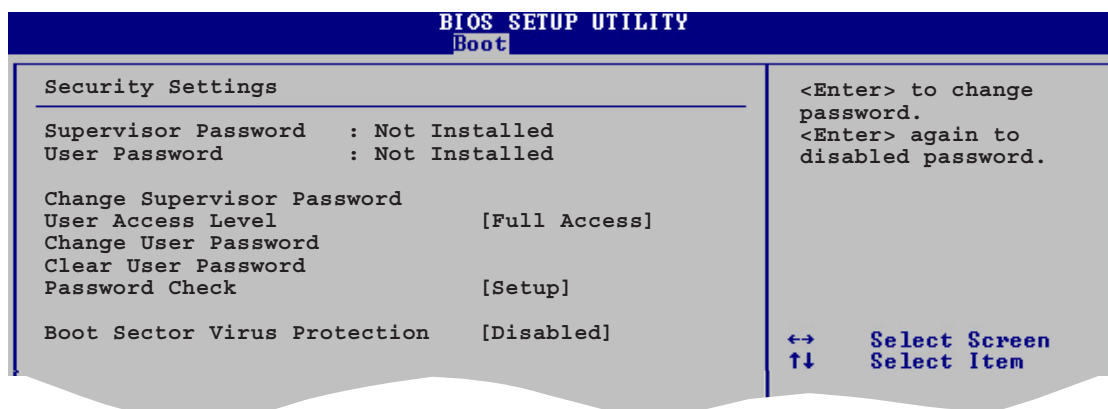 BIOS SETUP UTILITY
Boot
Security Settings
Supervisor Password : Not Installed
User Password : Not Installed
Change Supervisor Password
User Access Level [Full Access]
Change User Password
Clear User Password
Password Check [Setup]
Boot Sector Virus Protection [Disabled]
<Enter> to change
password.
<Enter> again to
disabled password.
←→ Select Screen
↑↓ Select Item